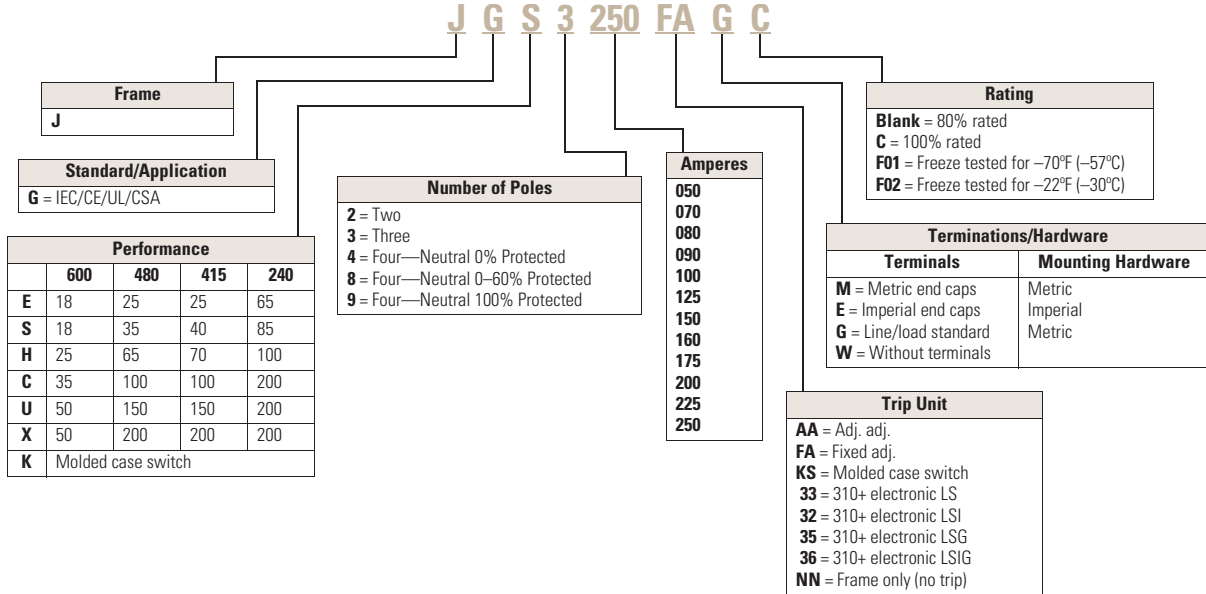 J G S 3 250 FA G C
Frame
J
Standard/Application
G = IEC/CE/UL/CSA
Performance
600 480 415 240
E 18 25 25 65
S 18 35 40 85
H 25 65 70 100
C 35 100 100 200
U 50 150 150 200
X 50 200 200 200
K Molded case switch
Number of Poles
2 = Two
3 = Three
4 = Four—Neutral 0% Protected
8 = Four—Neutral 0–60% Protected
9 = Four—Neutral 100% Protected
Amperes
050
070
080
090
100
125
150
160
175
200
225
250
Rating
Blank = 80% rated
C = 100% rated
F01 = Freeze tested for –70ºF (–57ºC)
F02 = Freeze tested for –22ºF (–30ºC)
Terminations/Hardware
Terminals Mounting Hardware
M = Metric end caps Metric
E = Imperial end caps Imperial
G = Line/load standard Metric
W = Without terminals
Trip Unit
AA = Adj. adj.
FA = Fixed adj.
KS = Molded case switch
33 = 310+ electronic LS
32 = 310+ electronic LSI
35 = 310+ electronic LSG
36 = 310+ electronic LSIG
NN = Frame only (no trip)